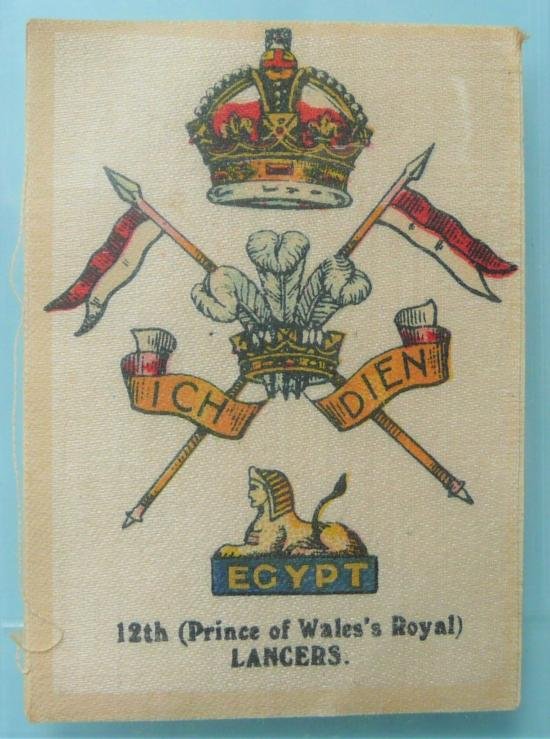 ICH DIEN
EGYPT
12th (Prince of Wales's Royal)
LANCERS.